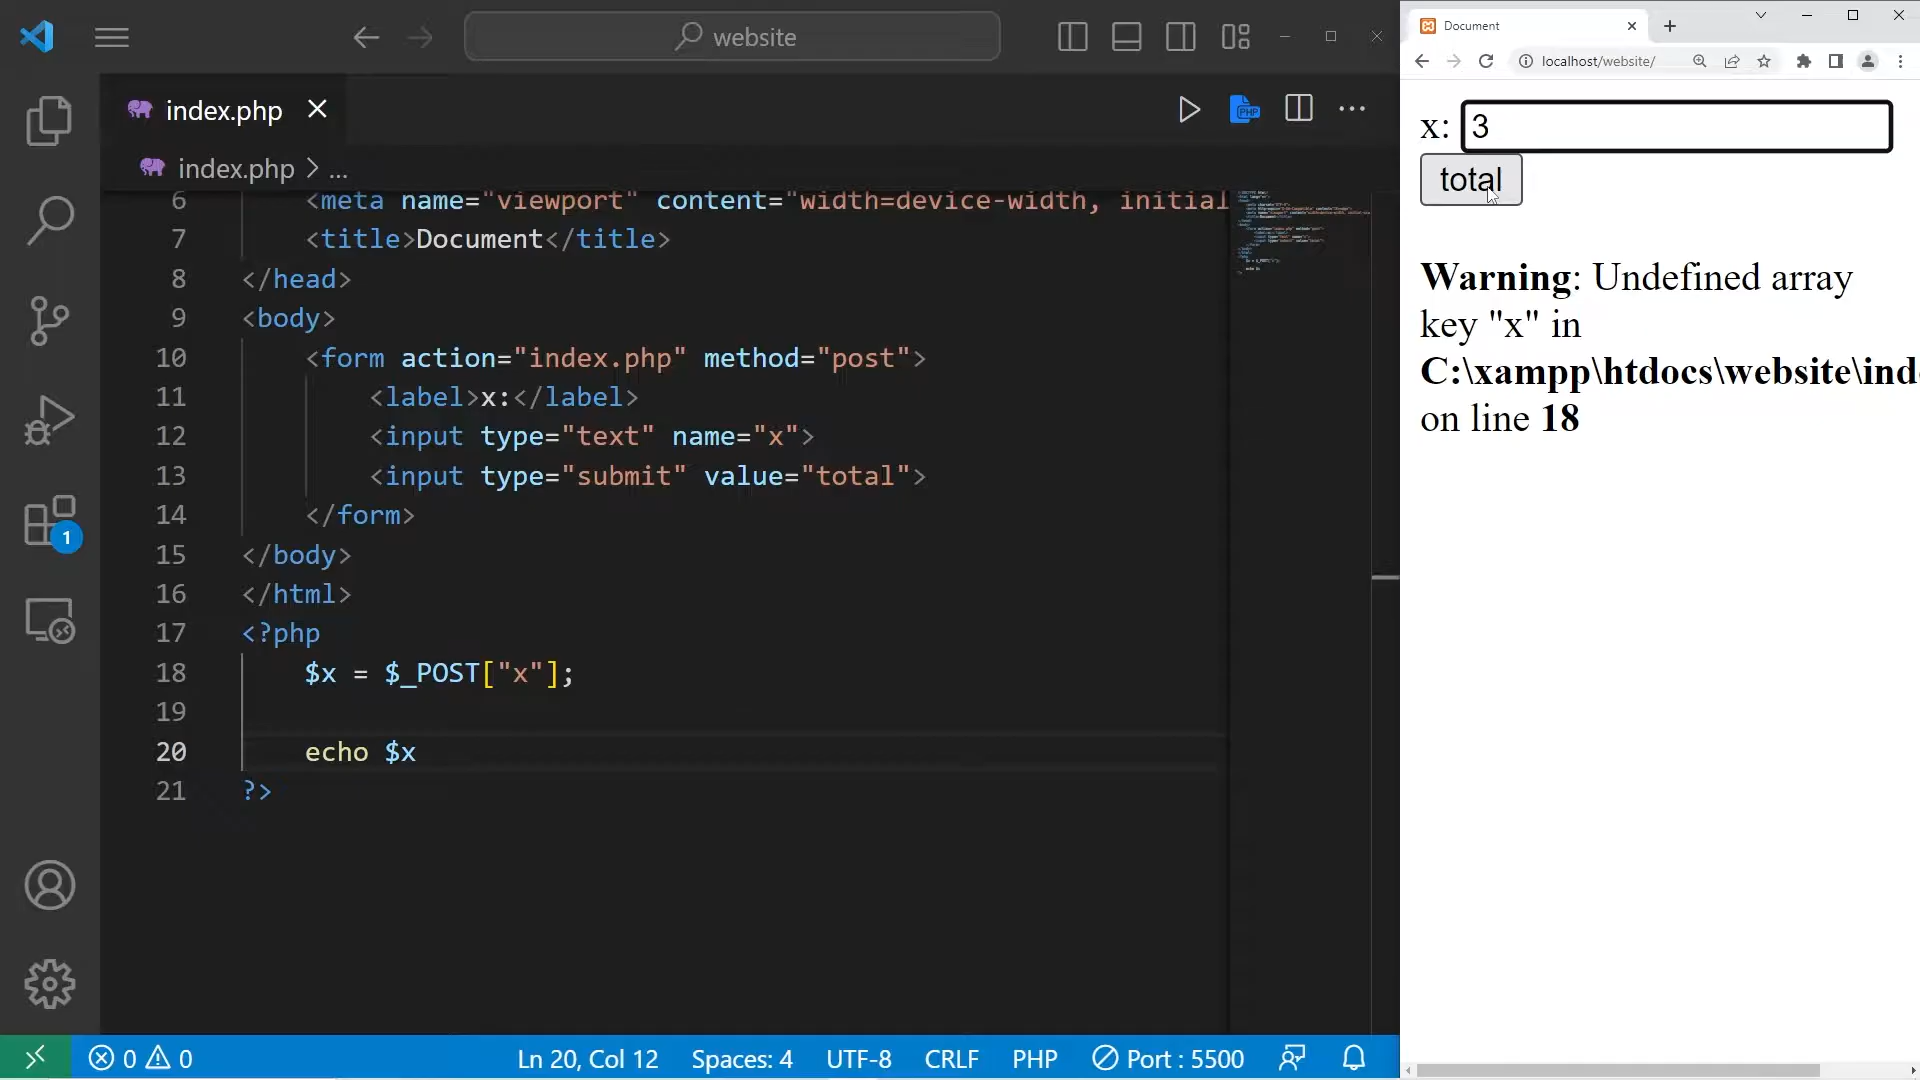 website
index.php
index.php > ...
6 <meta name="viewport" content="width=device-width, initial
7 <title>Document</title>
8 </head>
9 <body>
10 <form action="index.php" method="post">
11 <label>x:</label>
12 <input type="text" name="x">
13 <input type="submit" value="total">
14 </form>
15 </body>
16 </html>
17 <?php
18 $x = $_POST["x"];
19
20 echo $x
21 ?>
1
0 0 Ln 20, Col 12 Spaces: 4 UTF-8 CRLF PHP Port : 5500
Document
localhost/website/
x: 3
total
Warning: Undefined array
key "x" in
C:\xampp\htdocs\website\ind
on line 18